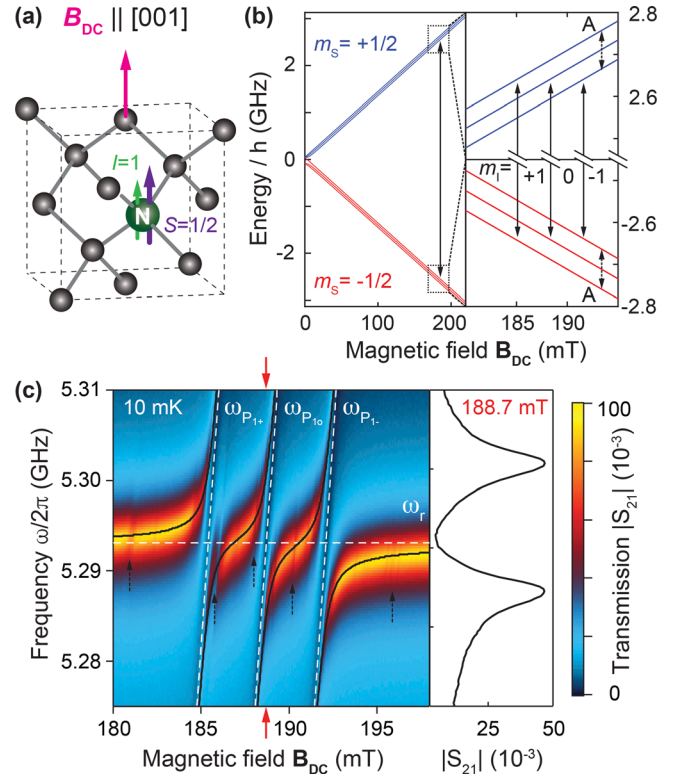 (a)
B_DC || [001]
I=1
N
S=1/2
(b)
Energy / h (GHz)
2
0
-2
m_S= +1/2
m_S= -1/2
0
100
200
A
m_I=
+1
0
-1
A
2.8
2.6
-2.6
-2.8
185
190
Magnetic field B_DC (mT)
(c)
Frequency ω/2π (GHz)
5.31
5.30
5.29
5.28
10 mK
ω_P1+
ω_P1o
ω_P1-
ω_r
180
185
190
195
Magnetic field B_DC (mT)
188.7 mT
25
50
|S21| (10^-3)
100
0
Transmission |S21| (10^-3)